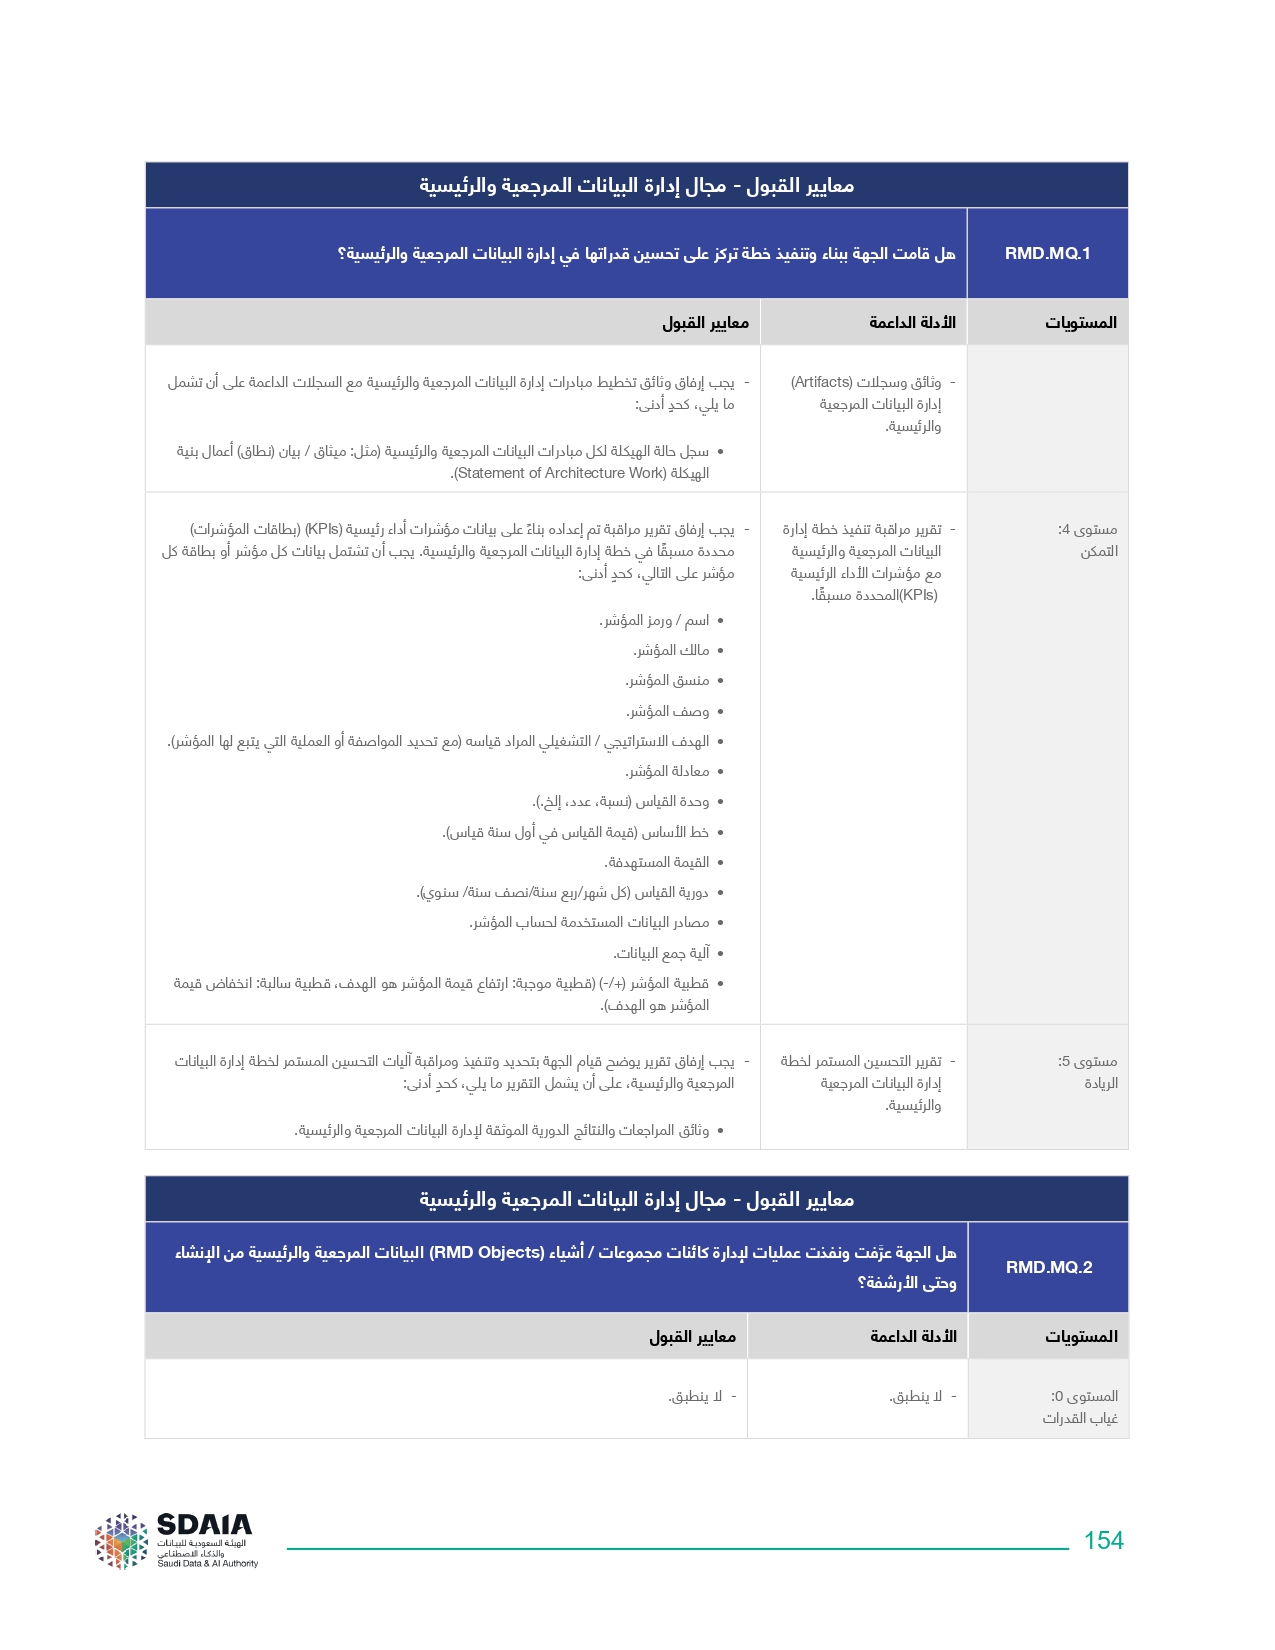 معايير القبول - مجال إدارة البيانات المرجعية والرئيسية
RMD.MQ.1
هل قامت الجهة ببناء وتنفيذ خطة تركز على تحسين قدراتها في إدارة البيانات المرجعية والرئيسية؟
المستويات
الأدلة الداعمة
معايير القبول
- وثائق وسجلات (Artifacts)
إدارة البيانات المرجعية
والرئيسية.
- يجب إرفاق وثائق تخطيط مبادرات إدارة البيانات المرجعية والرئيسية مع السجلات الداعمة على أن تشمل
ما يلي، كحدٍ أدنى:
• سجل حالة الهيكلة لكل مبادرات البيانات المرجعية والرئيسية (مثل: ميثاق / بيان (نطاق) أعمال بنية
الهيكلة (Statement of Architecture Work).
مستوى 4:
التمكن
- تقرير مراقبة تنفيذ خطة إدارة
البيانات المرجعية والرئيسية
مع مؤشرات الأداء الرئيسية
(KPIs)المحددة مسبقًا.
- يجب إرفاق تقرير مراقبة تم إعداده بناءً على بيانات مؤشرات أداء رئيسية (KPIs) (بطاقات المؤشرات)
محددة مسبقًا في خطة إدارة البيانات المرجعية والرئيسية. يجب أن تشتمل بيانات كل مؤشر أو بطاقة كل
مؤشر على التالي، كحدٍ أدنى:
• اسم / ورمز المؤشر.
• مالك المؤشر.
• منسق المؤشر.
• وصف المؤشر.
• الهدف الاستراتيجي / التشغيلي المراد قياسه (مع تحديد المواصفة أو العملية التي يتبع لها المؤشر).
• معادلة المؤشر.
• وحدة القياس (نسبة، عدد، إلخ.).
• خط الأساس (قيمة القياس في أول سنة قياس).
• القيمة المستهدفة.
• دورية القياس (كل شهر/ربع سنة/نصف سنة/ سنوي).
• مصادر البيانات المستخدمة لحساب المؤشر.
• آلية جمع البيانات.
• قطبية المؤشر (+/-) (قطبية موجبة: ارتفاع قيمة المؤشر هو الهدف، قطبية سالبة: انخفاض قيمة
المؤشر هو الهدف).
مستوى 5:
الريادة
- تقرير التحسين المستمر لخطة
إدارة البيانات المرجعية
والرئيسية.
- يجب إرفاق تقرير يوضح قيام الجهة بتحديد وتنفيذ ومراقبة آليات التحسين المستمر لخطة إدارة البيانات
المرجعية والرئيسية، على أن يشمل التقرير ما يلي، كحدٍ أدنى:
• وثائق المراجعات والنتائج الدورية الموثقة لإدارة البيانات المرجعية والرئيسية.
معايير القبول - مجال إدارة البيانات المرجعية والرئيسية
RMD.MQ.2
هل الجهة عرَّفت ونفذت عمليات لإدارة كائنات مجموعات / أشياء (RMD Objects) البيانات المرجعية والرئيسية من الإنشاء
وحتى الأرشفة؟
المستويات
الأدلة الداعمة
معايير القبول
المستوى 0:
غياب القدرات
- لا ينطبق.
- لا ينطبق.
SDAIA
الهيئة السعودية للبيانات
والذكاء الاصطناعي
Saudi Data & AI Authority
154